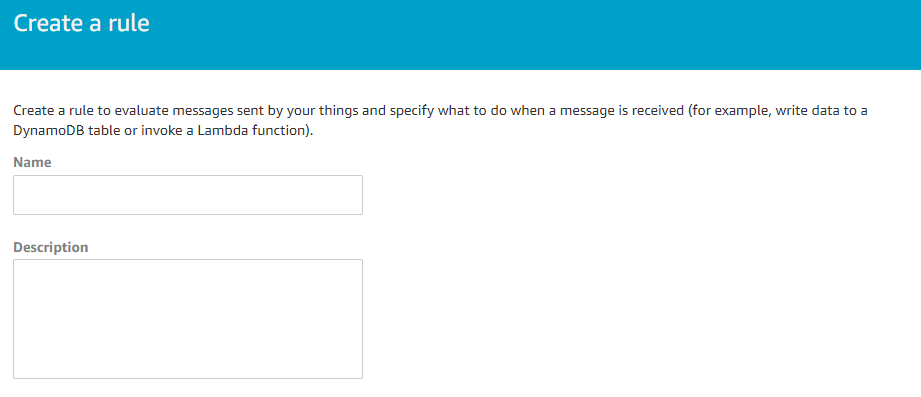 Create a rule
Create a rule to evaluate messages sent by your things and specify what to do when a message is received (for example, write data to a
DynamoDB table or invoke a Lambda function).
Name
Description